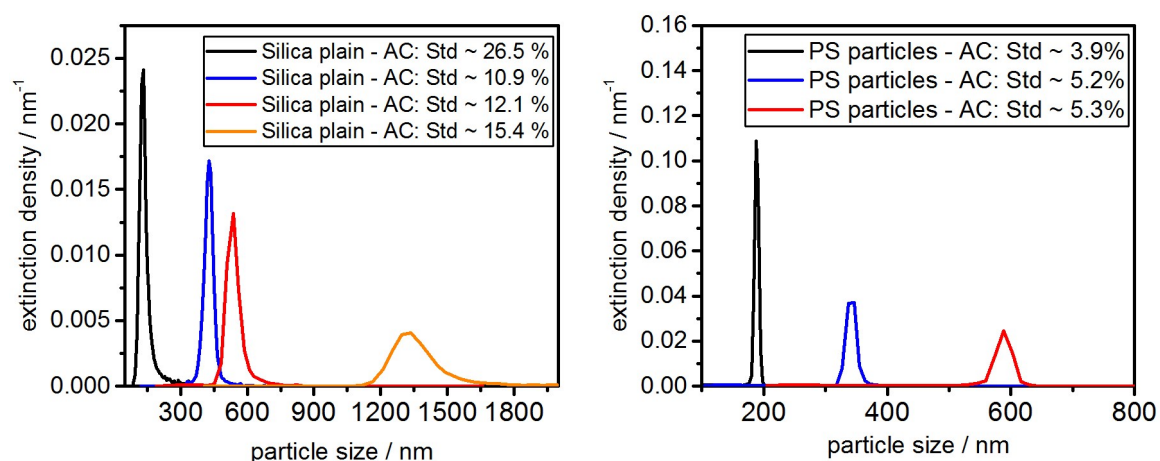 extinction density / nm⁻¹
0.025
0.020
0.015
0.010
0.005
0.000
Silica plain - AC: Std ~ 26.5 %
Silica plain - AC: Std ~ 10.9 %
Silica plain - AC: Std ~ 12.1 %
Silica plain - AC: Std ~ 15.4 %
300 600 900 1200 1500 1800
particle size / nm
extinction density / nm⁻¹
0.16
0.14
0.12
0.10
0.08
0.06
0.04
0.02
0.00
PS particles - AC: Std ~ 3.9%
PS particles - AC: Std ~ 5.2%
PS particles - AC: Std ~ 5.3%
200 400 600 800
particle size / nm